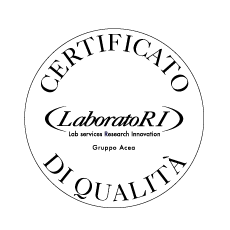 CERTIFICATO
LaboratoRI
Lab services Research Innovation
Gruppo Acea
DI QUALITÀ